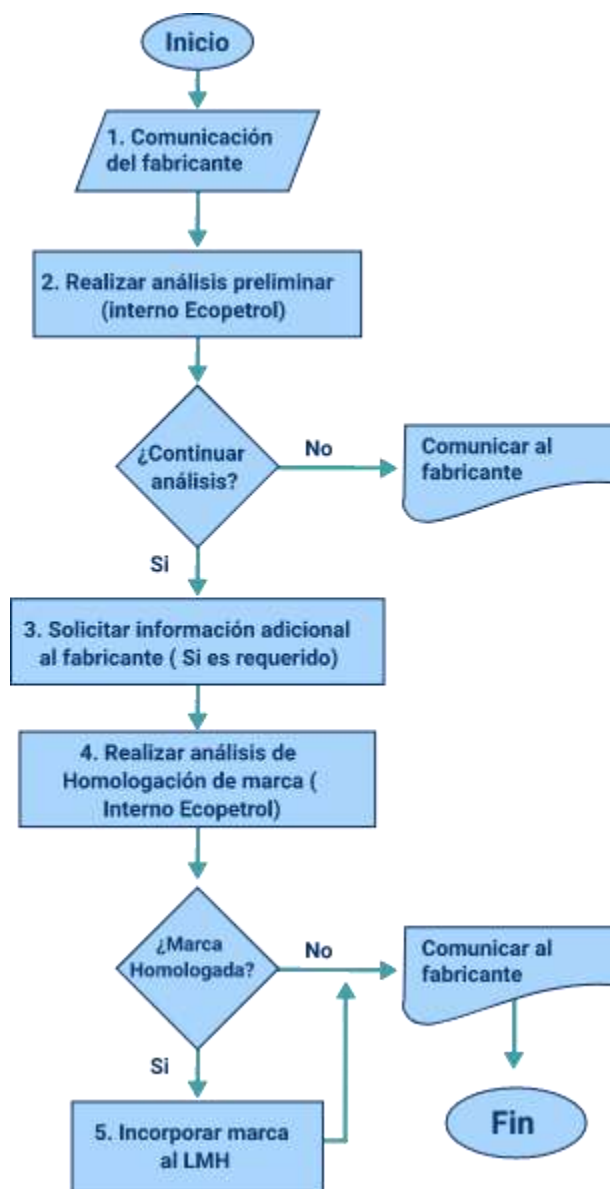 Inicio
1. Comunicación
del fabricante
2. Realizar análisis preliminar
(interno Ecopetrol)
¿Continuar
análisis?
No
Comunicar al
fabricante
Si
3. Solicitar información adicional
al fabricante ( Si es requerido)
4. Realizar análisis de
Homologación de marca (
Interno Ecopetrol)
¿Marca
Homologada?
No
Comunicar al
fabricante
Si
5. Incorporar marca
al LMH
Fin